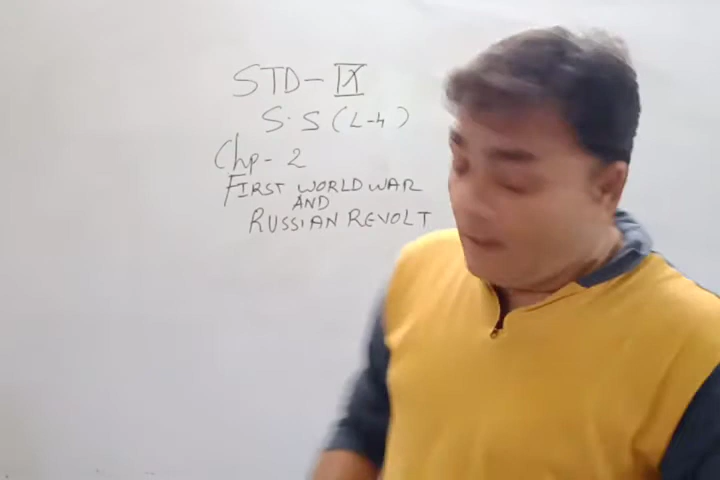 STD - IX
S.S (L-4)
Chp - 2
FIRST WORLD WAR
AND
RUSSIAN REVOLT